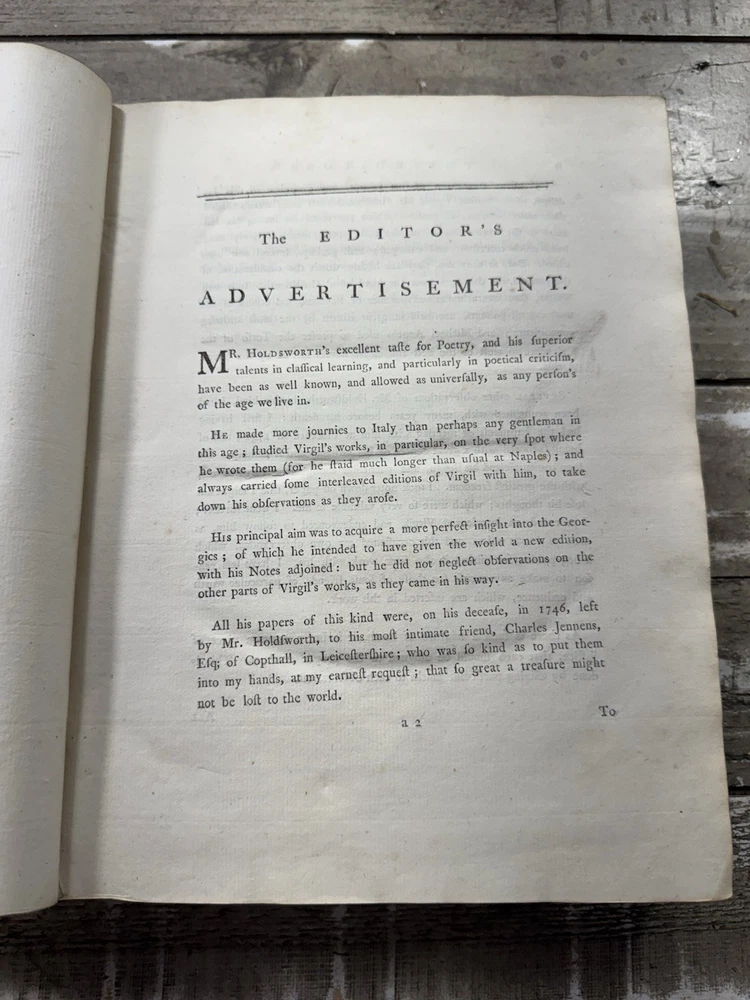 The EDITOR'S
ADVERTISEMENT.
MR. HOLDSWORTH's excellent taſte for Poetry, and his ſuperior
talents in claſſical learning, and particularly in poetical criticiſm,
have been as well known, and allowed as univerſally, as any perſon's
of the age we live in.
HE made more journies to Italy than perhaps any gentleman in
this age; ſtudied Virgil's works, in particular, on the very ſpot where
he wrote them (for he ſtaid much longer than uſual at Naples); and
always carried ſome interleaved editions of Virgil with him, to take
down his obſervations as they aroſe.
HIS principal aim was to acquire a more perfect inſight into the Geor-
gics; of which he intended to have given the world a new edition,
with his Notes adjoined: but he did not neglect obſervations on the
other parts of Virgil's works, as they came in his way.
All his papers of this kind were, on his deceaſe, in 1746, left
by Mr. Holdſworth, to his moſt intimate friend, Charles Jennens,
Eſq; of Copthall, in Leiceſterſhire; who was ſo kind as to put them
into my hands, at my earneſt requeſt; that ſo great a treaſure might
not be loſt to the world.
a 2
To